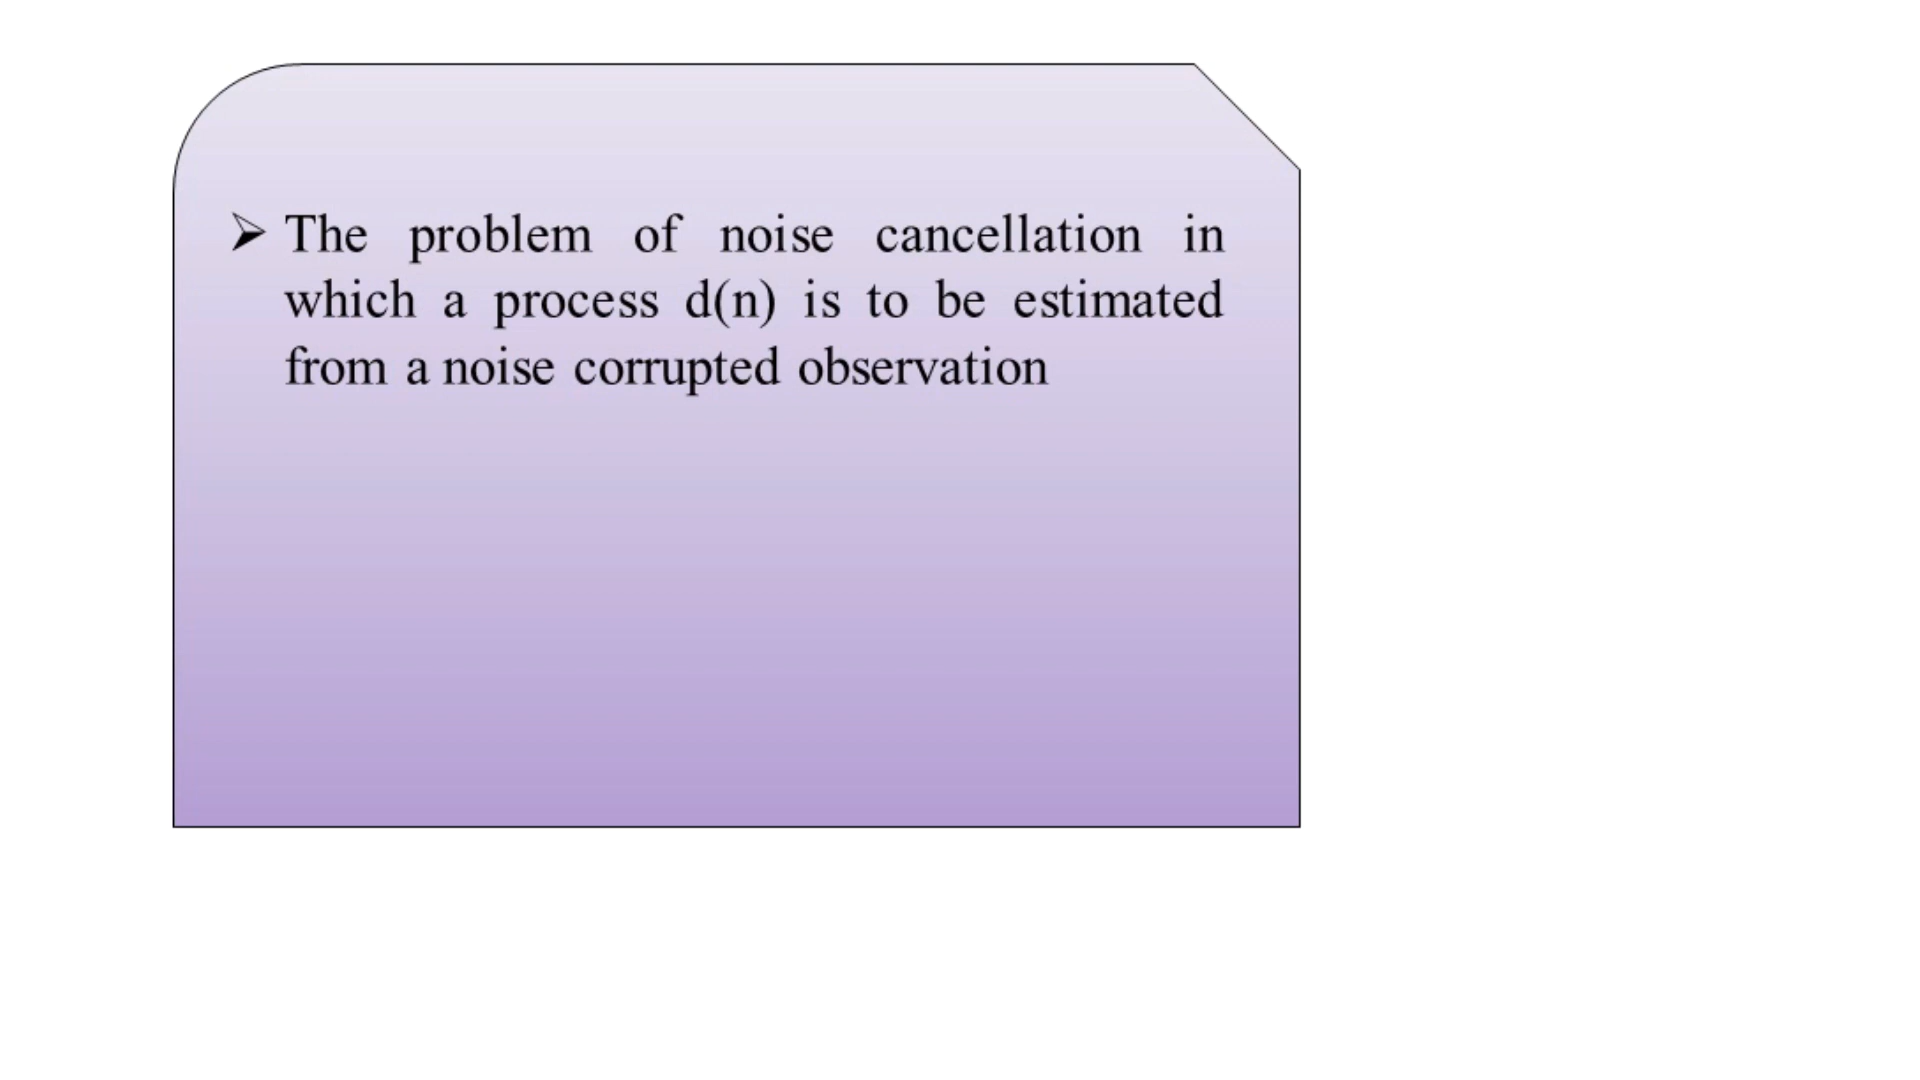 ➢ The problem of noise cancellation in
which a process d(n) is to be estimated
from a noise corrupted observation